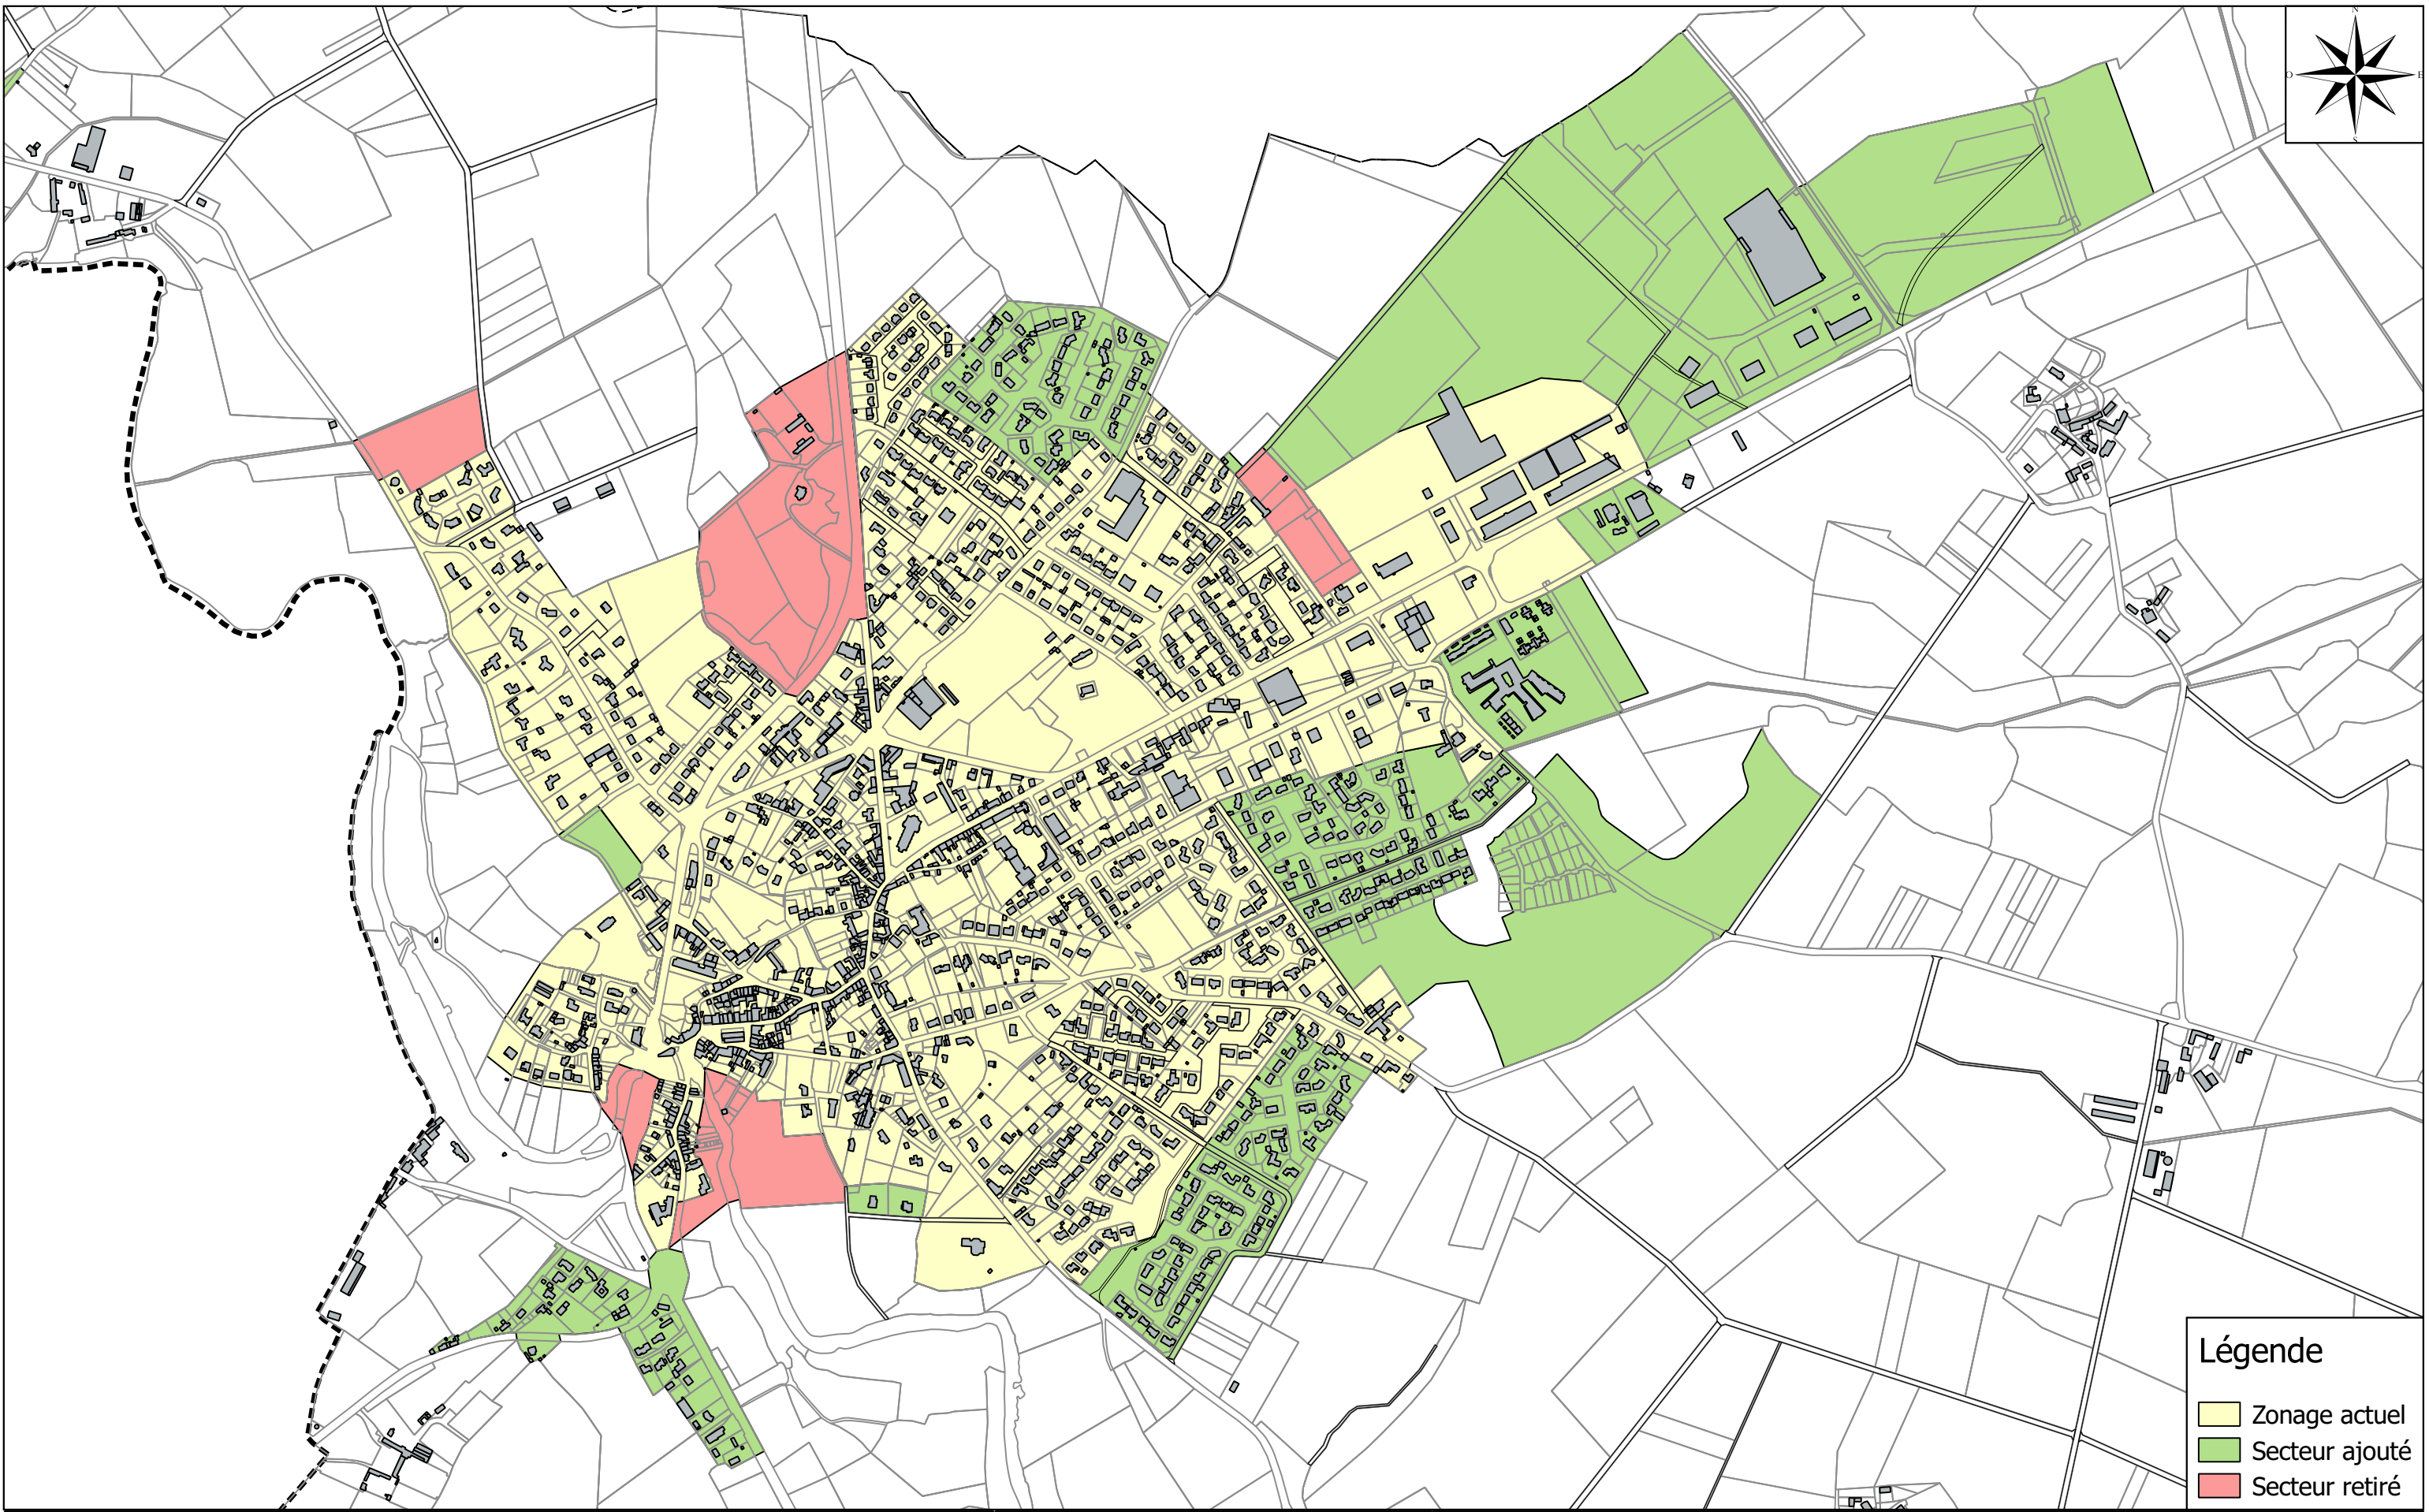 N
O
E
S
Légende
Zonage actuel
Secteur ajouté
Secteur retiré